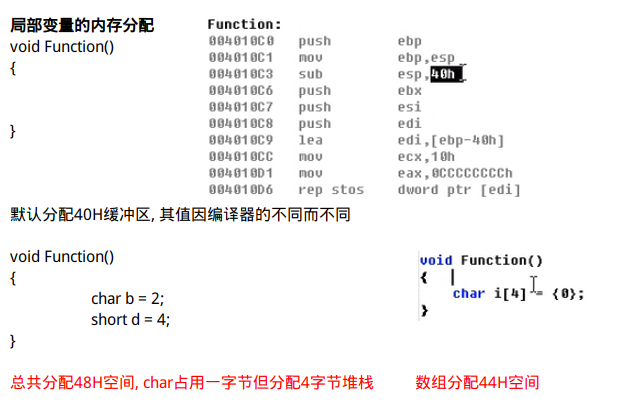 局部变量的内存分配
void Function()
{
}
Function:
004010C0 push ebp
004010C1 mov ebp,esp
004010C3 sub esp,40h
004010C6 push ebx
004010C7 push esi
004010C8 push edi
004010C9 lea edi,[ebp-40h]
004010CC mov ecx,10h
004010D1 mov eax,0CCCCCCCCh
004010D6 rep stos dword ptr [edi]
默认分配40H缓冲区, 其值因编译器的不同而不同
void Function()
{
char b = 2;
short d = 4;
}
总共分配48H空间, char占用一字节但分配4字节堆栈
void Function()
{
char i[4] = {0};
}
数组分配44H空间